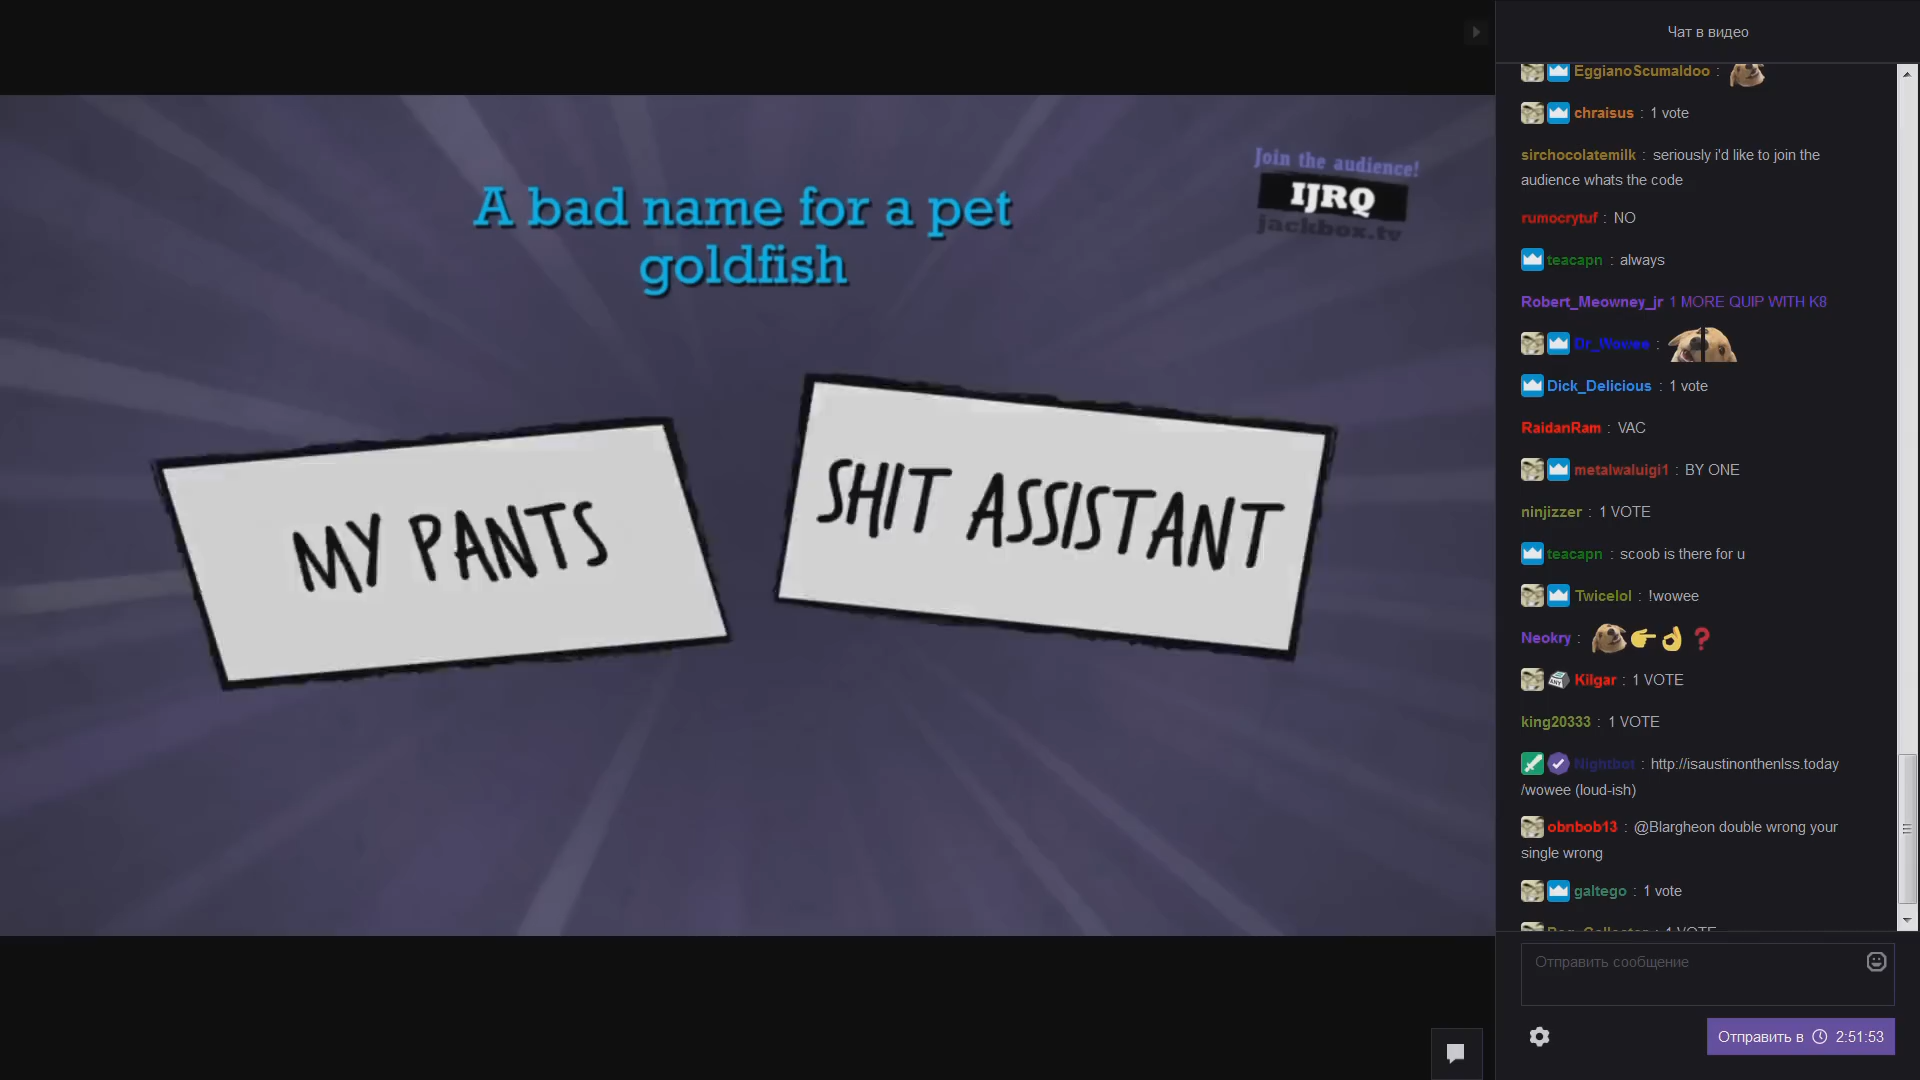 A bad name for a pet
goldfish
Join the audience!
IJRQ
jackbox.tv
MY PANTS
SHIT ASSISTANT
Чат в видео
EggianoScumaldoo :
chraisus : 1 vote
sirchocolatemilk : seriously i'd like to join the
audience whats the code
rumocrytuf : NO
teacapn : always
Robert_Meowney_jr 1 MORE QUIP WITH K8
Dr_Wowee :
Dick_Delicious : 1 vote
RaidanRam : VAC
metalwaluigi1 : BY ONE
ninjizzer : 1 VOTE
teacapn : scoob is there for u
Twicelol : !wowee
Neokry : 👉👌❓
Kilgar : 1 VOTE
king20333 : 1 VOTE
Nightbot : http://isaustinonthenlss.today
/wowee (loud-ish)
obnbob13 : @Blargheon double wrong your
single wrong
galtego : 1 vote
: 1 VOTE
Отправить сообщение
Отправить в 2:51:53